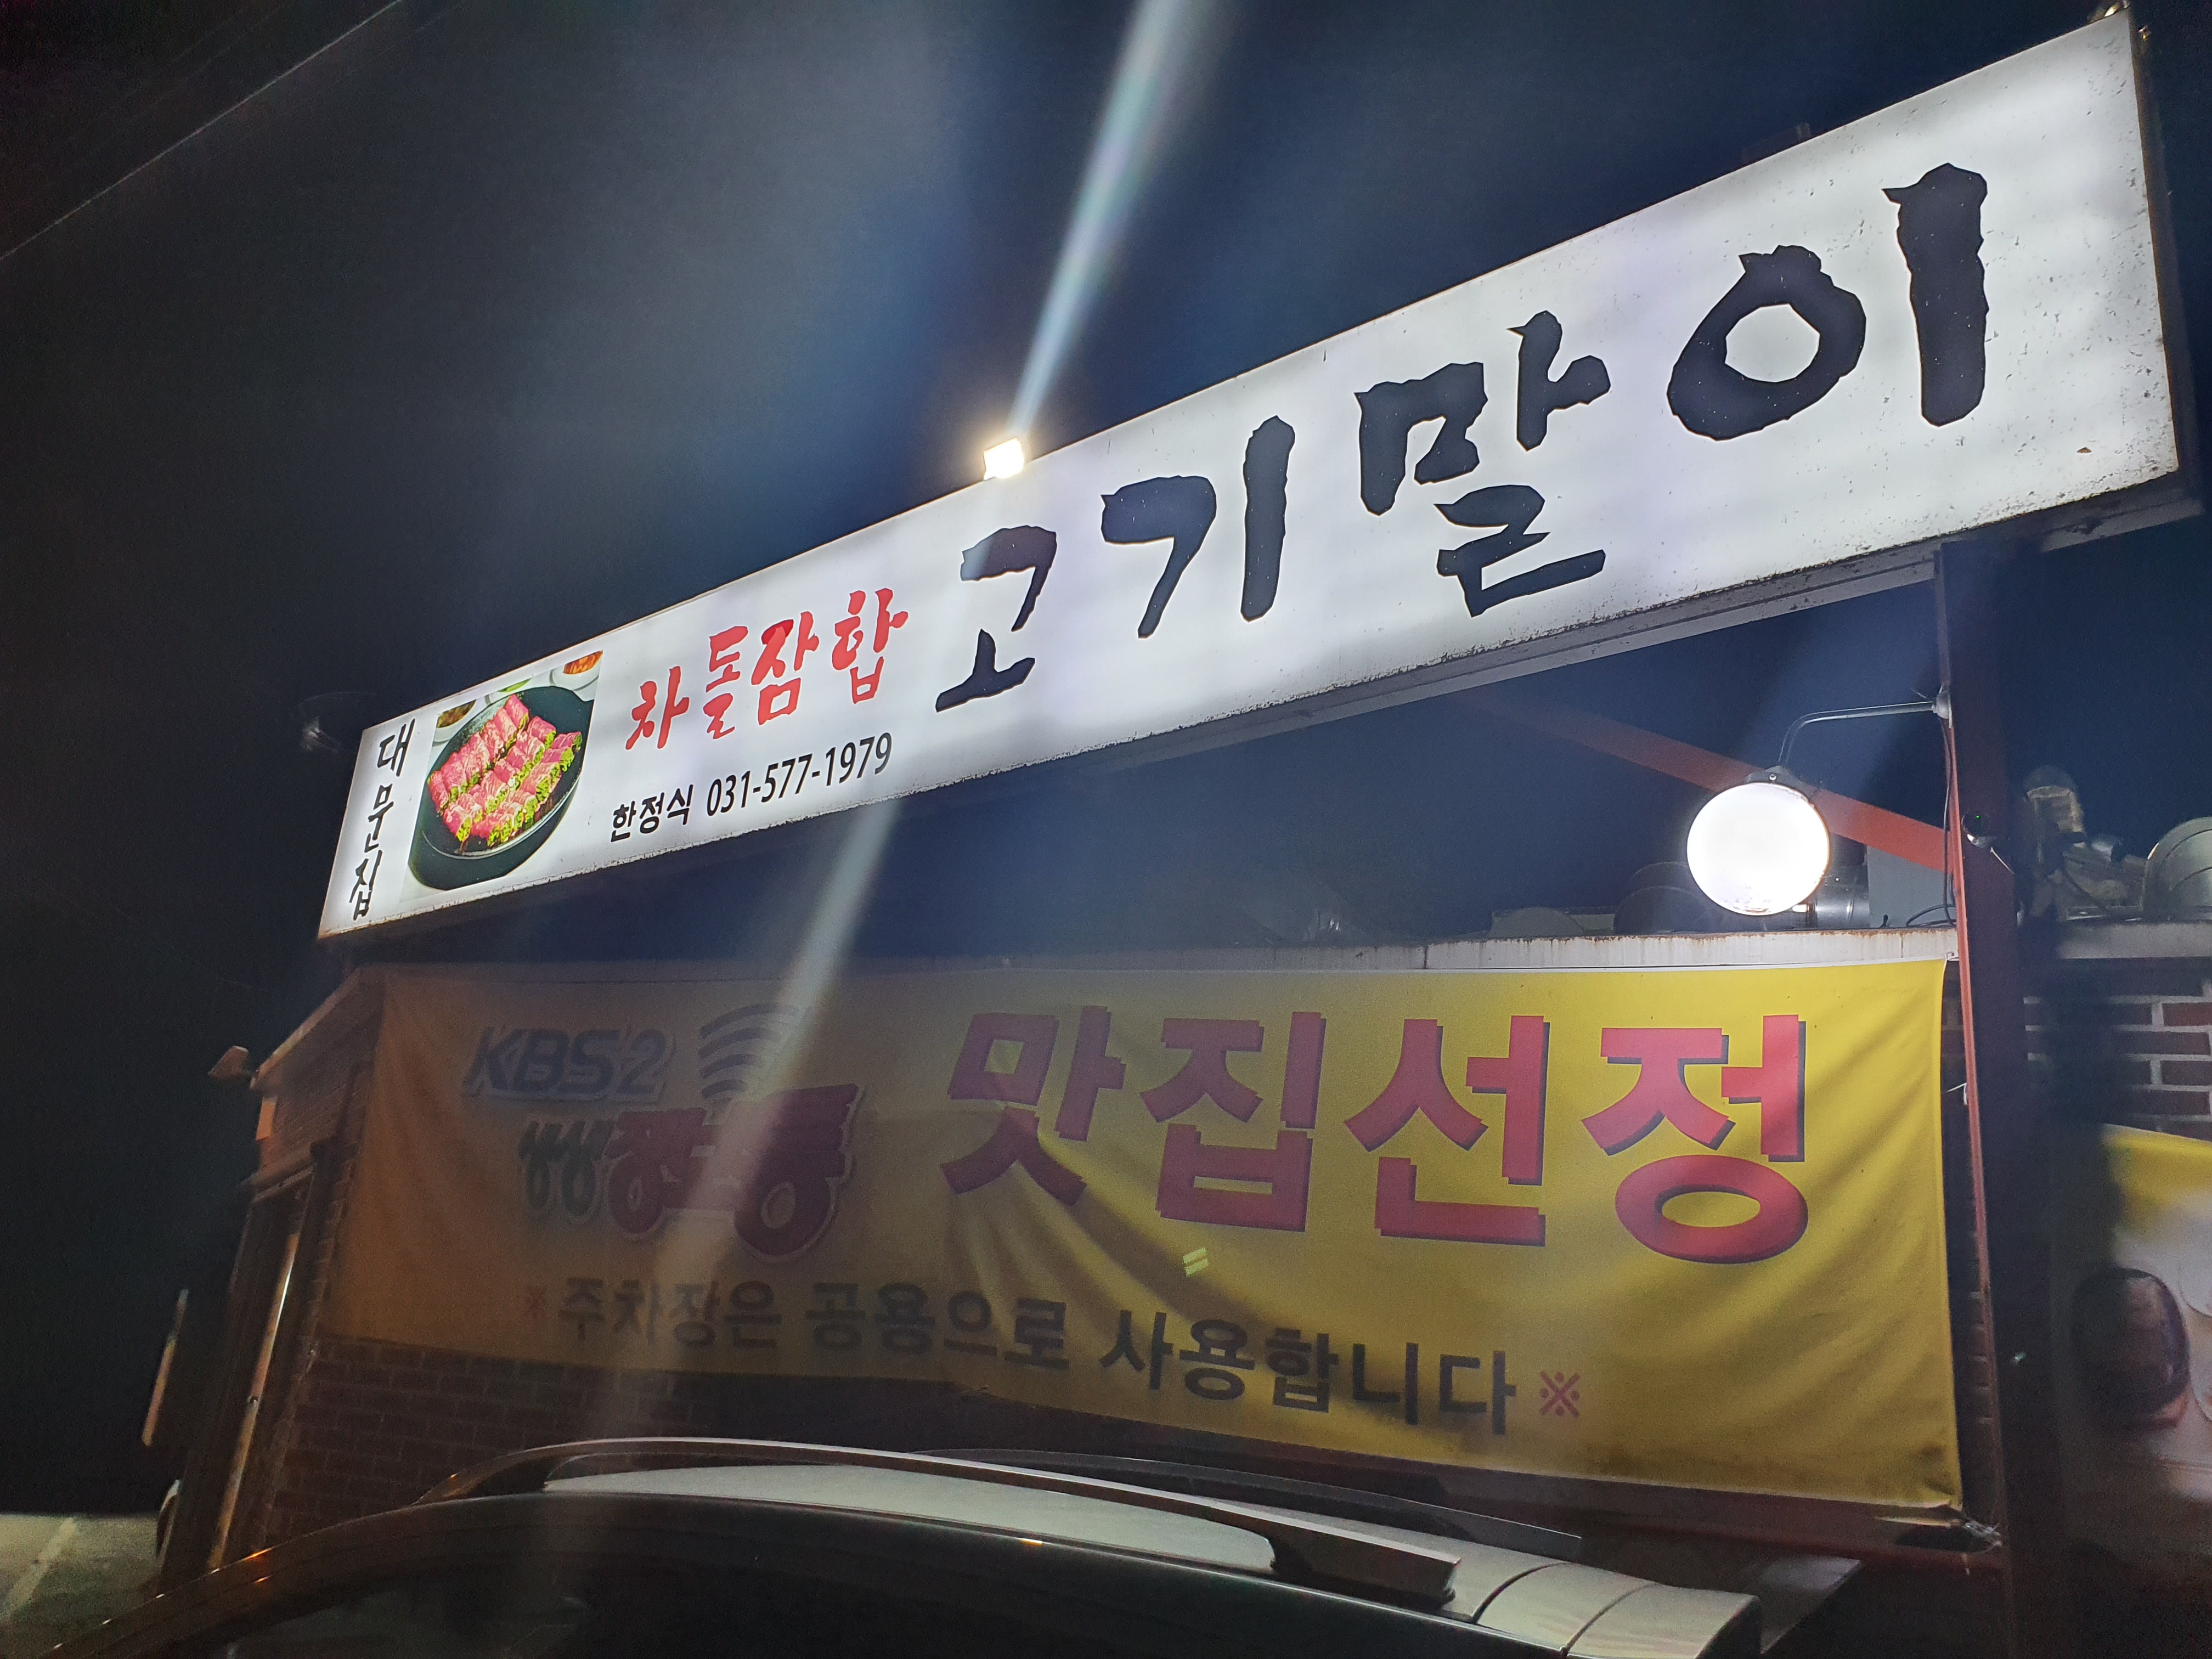 대문집
차돌잠합
한정식 031-577-1979
고기말이
KBS2
생생정보통
맛집선정
※주차장은 공용으로 사용합니다※